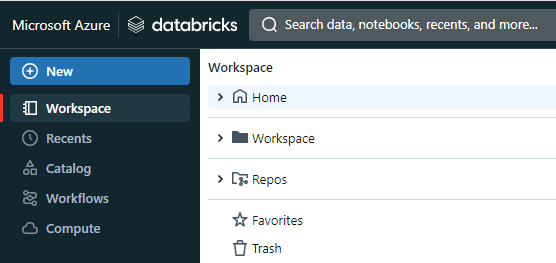 Microsoft Azure databricks Search data, notebooks, recents, and more...
New
Workspace
Recents
Catalog
Workflows
Compute
Workspace
Home
Workspace
Repos
Favorites
Trash